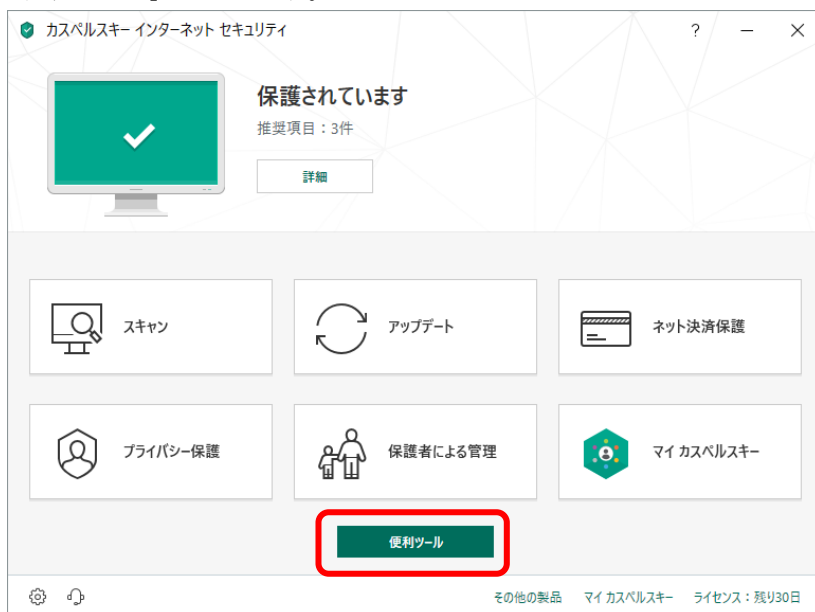 カスペルスキー インターネット セキュリティ
?
保護されています
推奨項目：3件
詳細
スキャン
アップデート
ネット決済保護
プライバシー保護
保護者による管理
マイ カスペルスキー
便利ツール
その他の製品 マイ カスペルスキー ライセンス：残り30日